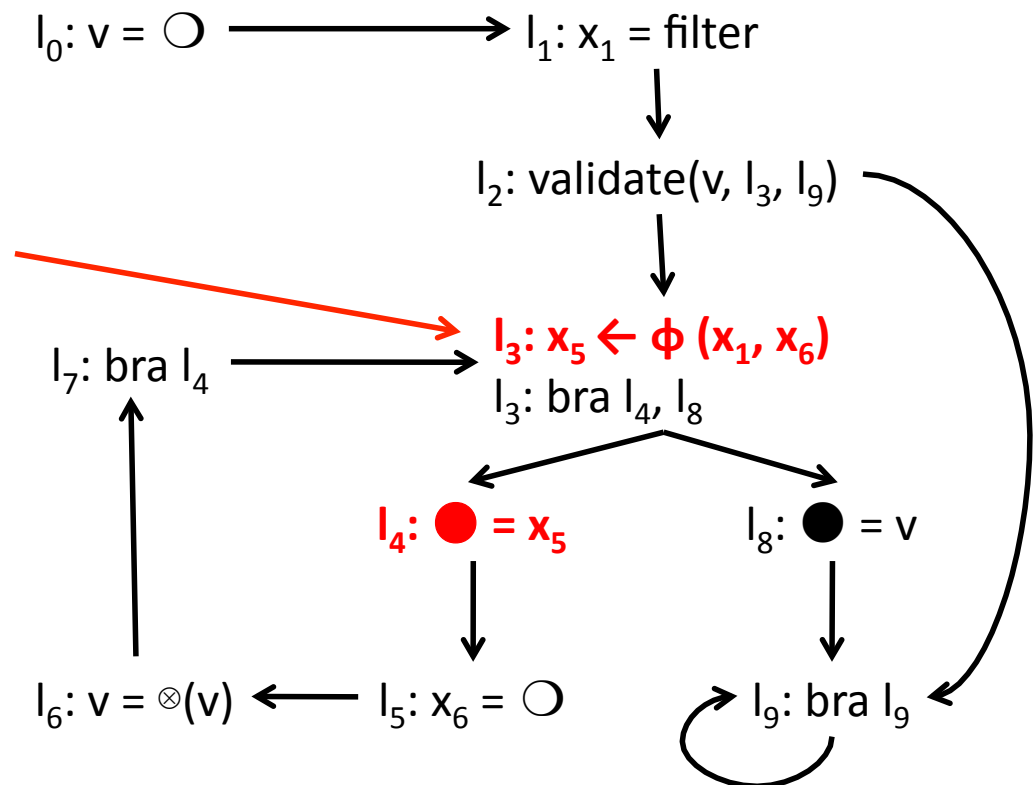 l₀: v = ❍
l₁: x₁ = filter
l₂: validate(v, l₃, l₉)
l₃: x₅ ← ϕ (x₁, x₆)
l₇: bra l₄
l₃: bra l₄, l₈
l₄: ● = x₅
l₈: ● = v
l₆: v = ⊗(v)
l₅: x₆ = ❍
l₉: bra l₉